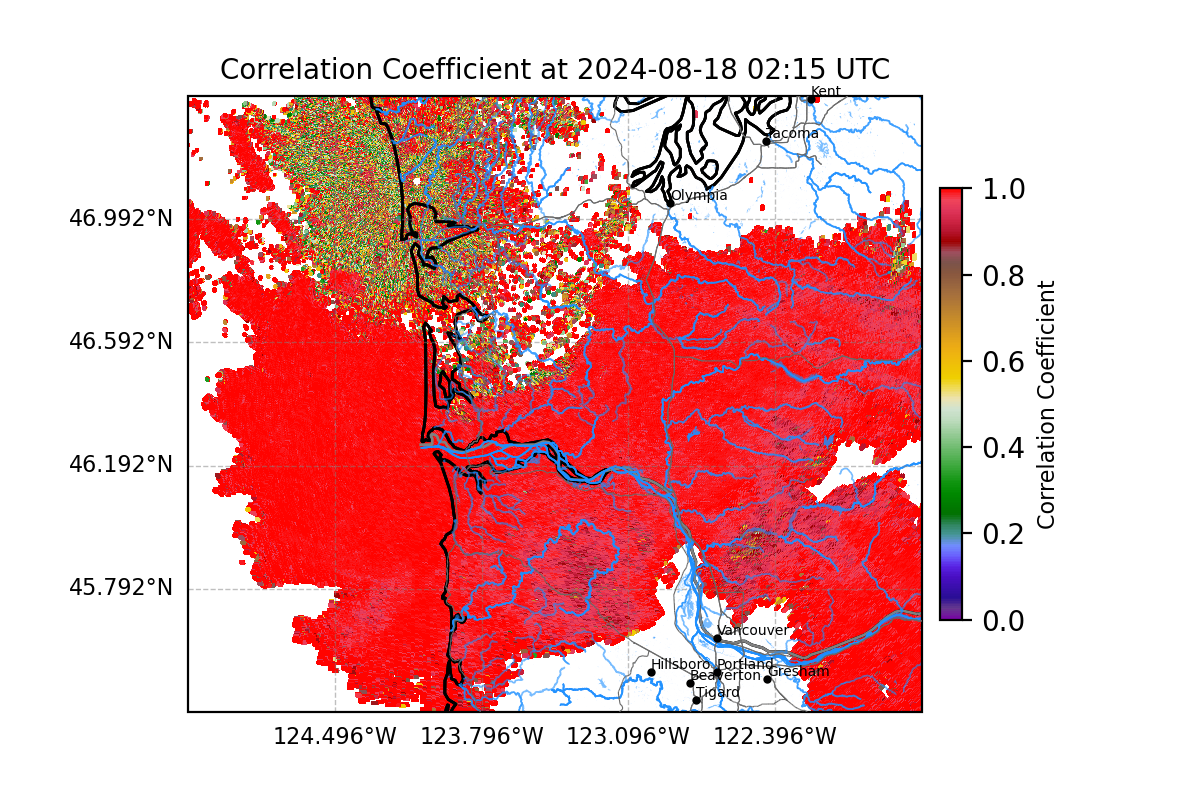 Correlation Coefficient at 2024-08-18 02:15 UTC
Kent
Tacoma
Olympia
46.992°N
46.592°N
46.192°N
45.792°N
Vancouver
Hillsboro
Portland
Beaverton
Gresham
Tigard
124.496°W
123.796°W
123.096°W
122.396°W
1.0
0.8
0.6
0.4
0.2
0.0
Correlation Coefficient